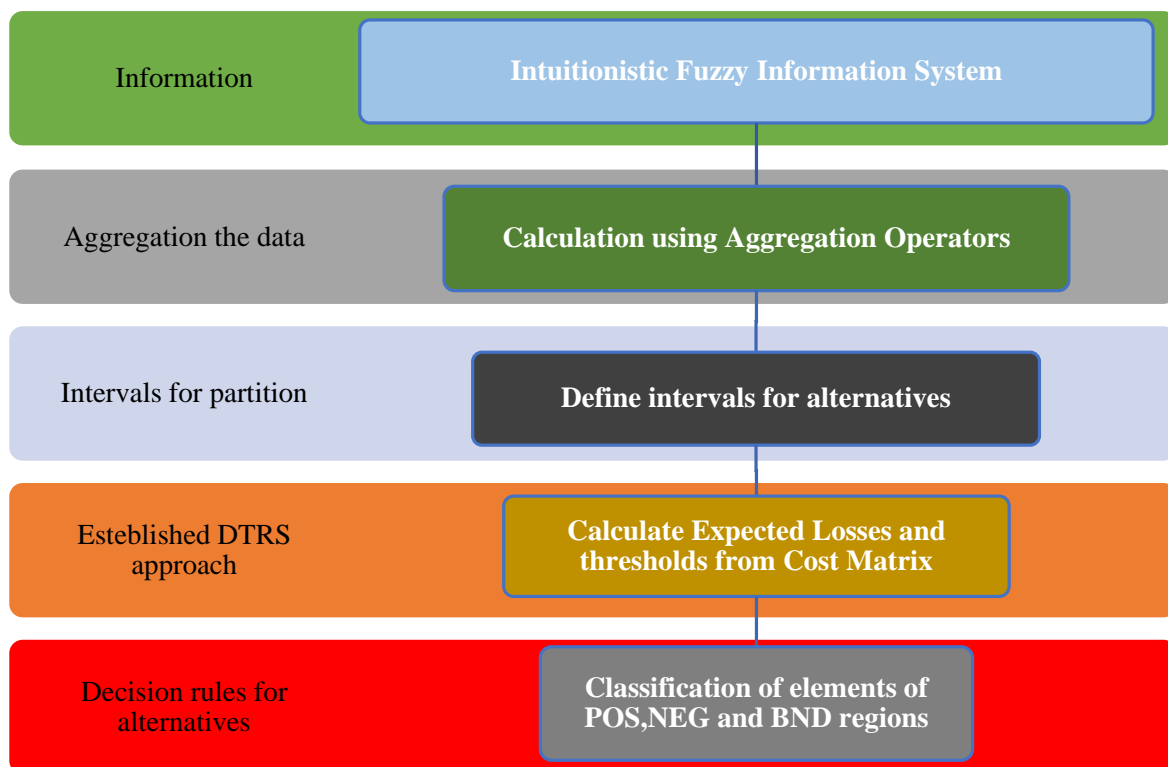 Information
Intuitionistic Fuzzy Information System
Aggregation the data
Calculation using Aggregation Operators
Intervals for partition
Define intervals for alternatives
Esteblished DTRS
approach
Calculate Expected Losses and
thresholds from Cost Matrix
Decision rules for
alternatives
Classification of elements of
POS,NEG and BND regions